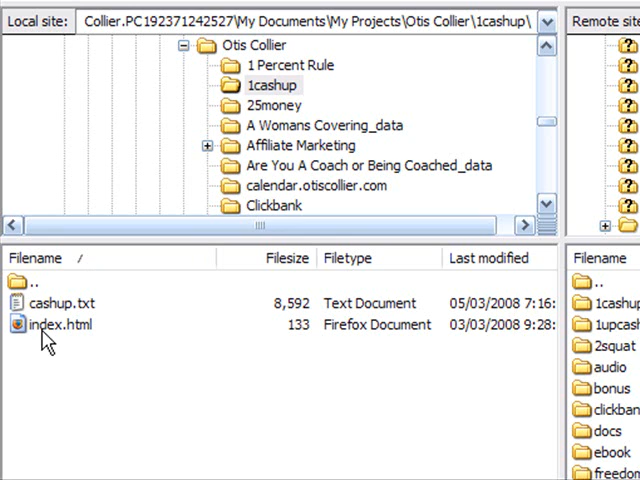 Local site: Collier.PC192371242527\My Documents\My Projects\Otis Collier\1cashup\ Remote site
Otis Collier
1 Percent Rule
1cashup
25money
A Womans Covering_data
Affiliate Marketing
Are You A Coach or Being Coached_data
calendar.otiscollier.com
Clickbank
Filename / Filesize Filetype Last modified Filename
.. ..
cashup.txt 8,592 Text Document 05/03/2008 7:16: 1cashup
index.html 133 Firefox Document 03/03/2008 9:28: 1upcash
2squat
audio
bonus
clickban
docs
ebook
freedom